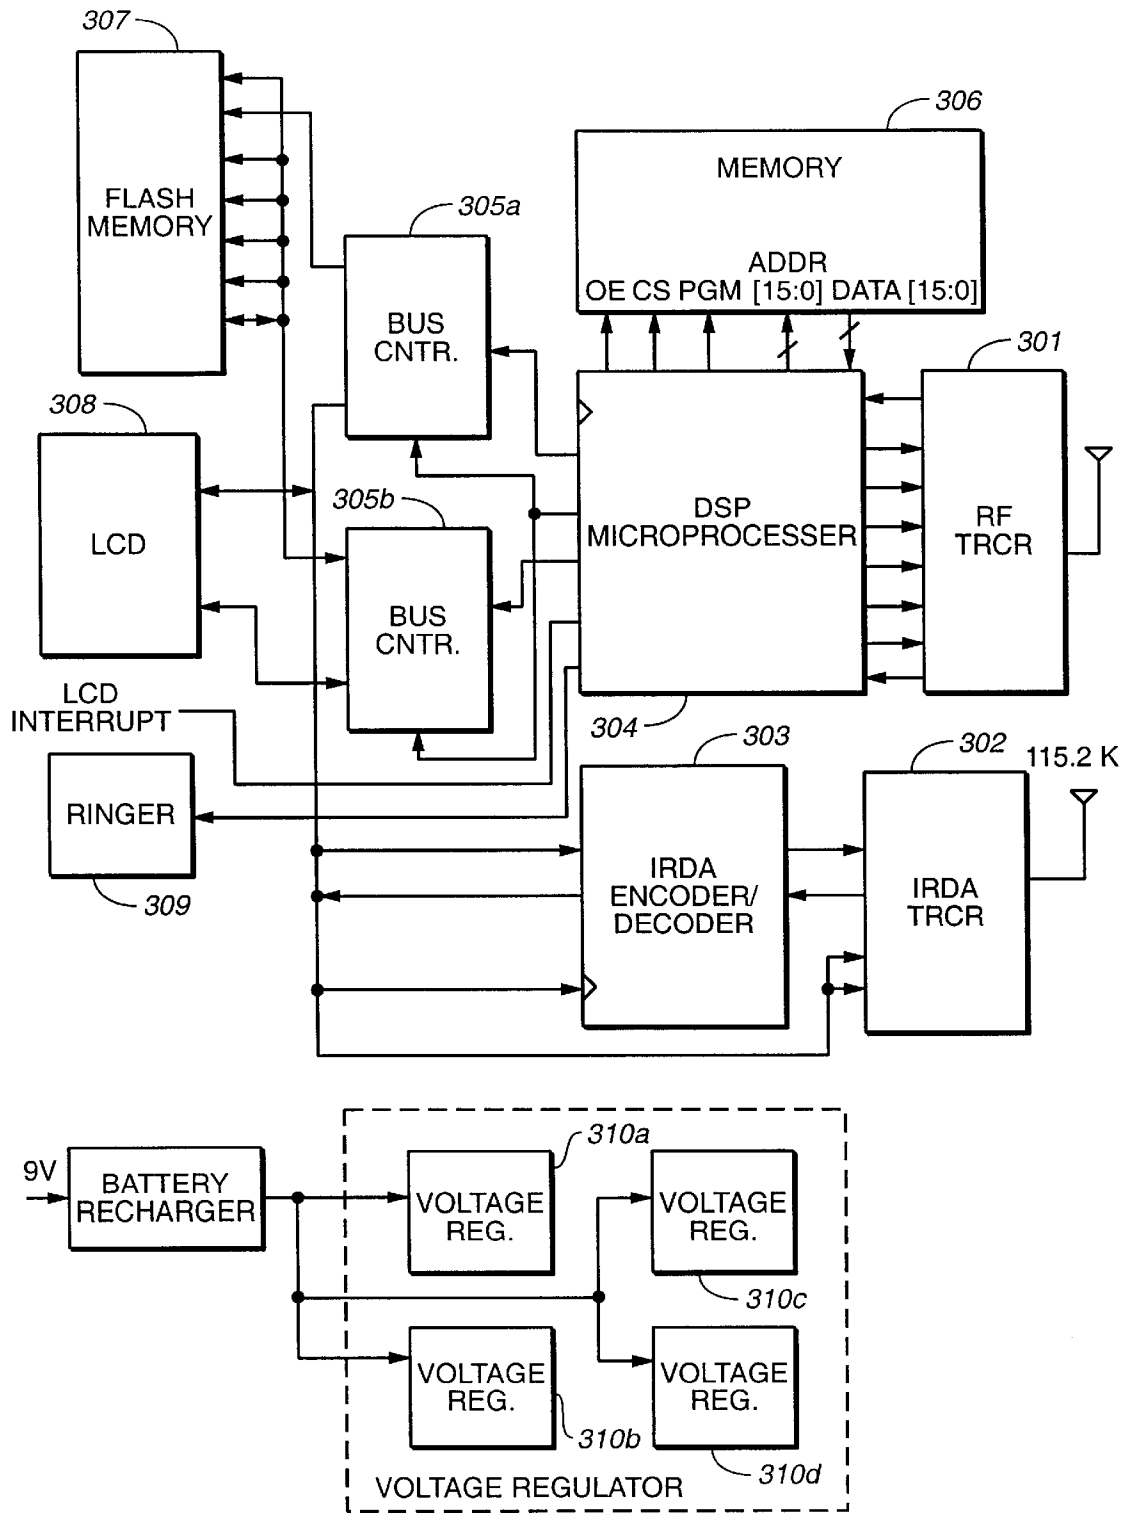 307
FLASH
MEMORY
306
MEMORY
ADDR
OE CS PGM [15:0] DATA [15:0]
305a
BUS
CNTR.
301
RF
TRCR
308
LCD
305b
BUS
CNTR.
DSP
MICROPROCESSER
304
LCD
INTERRUPT
RINGER
309
303
IRDA
ENCODER/
DECODER
302
115.2 K
IRDA
TRCR
9V
BATTERY
RECHARGER
310a
VOLTAGE
REG.
VOLTAGE
REG.
310c
VOLTAGE
REG.
310b
VOLTAGE
REG.
310d
VOLTAGE REGULATOR